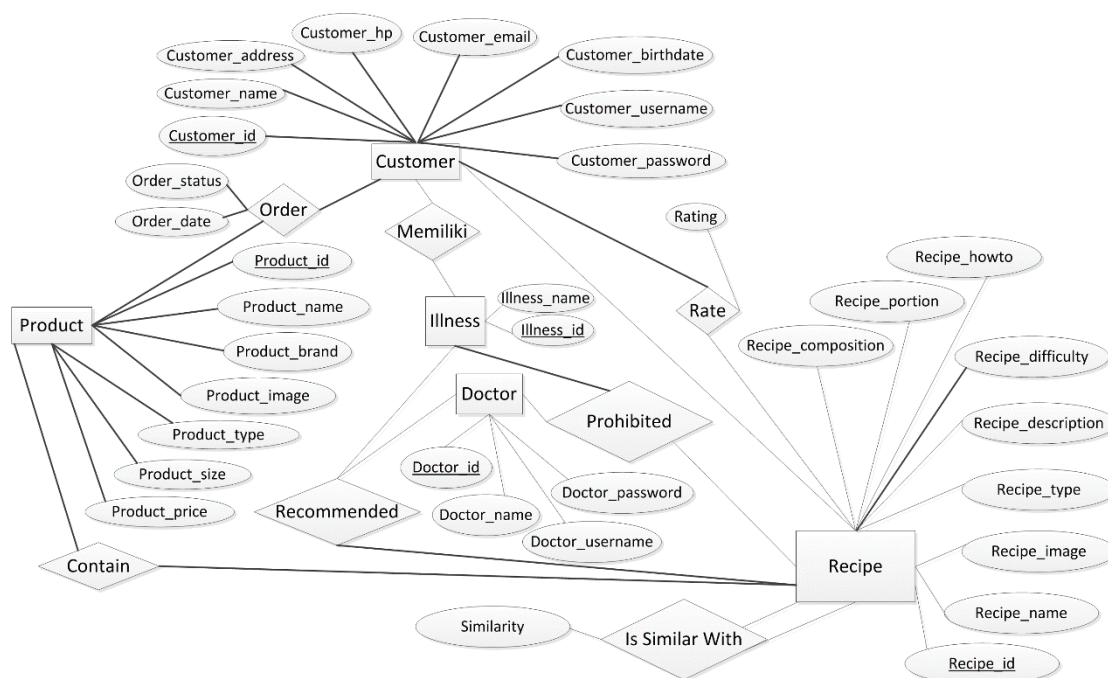 Customer_hp
Customer_email
Customer_address
Customer_birthdate
Customer_name
Customer_username
Customer_id
Customer_password
Customer
Order_status
Order_date
Order
Memiliki
Rating
Product_id
Recipe_howto
Product_name
Illness_name
Illness_id
Illness
Rate
Recipe_portion
Product
Product_brand
Recipe_composition
Recipe_difficulty
Product_image
Doctor
Prohibited
Recipe_description
Product_type
Product_size
Doctor_id
Doctor_password
Recipe_type
Product_price
Recommended
Doctor_name
Doctor_username
Contain
Recipe
Recipe_image
Recipe_name
Similarity
Is Similar With
Recipe_id